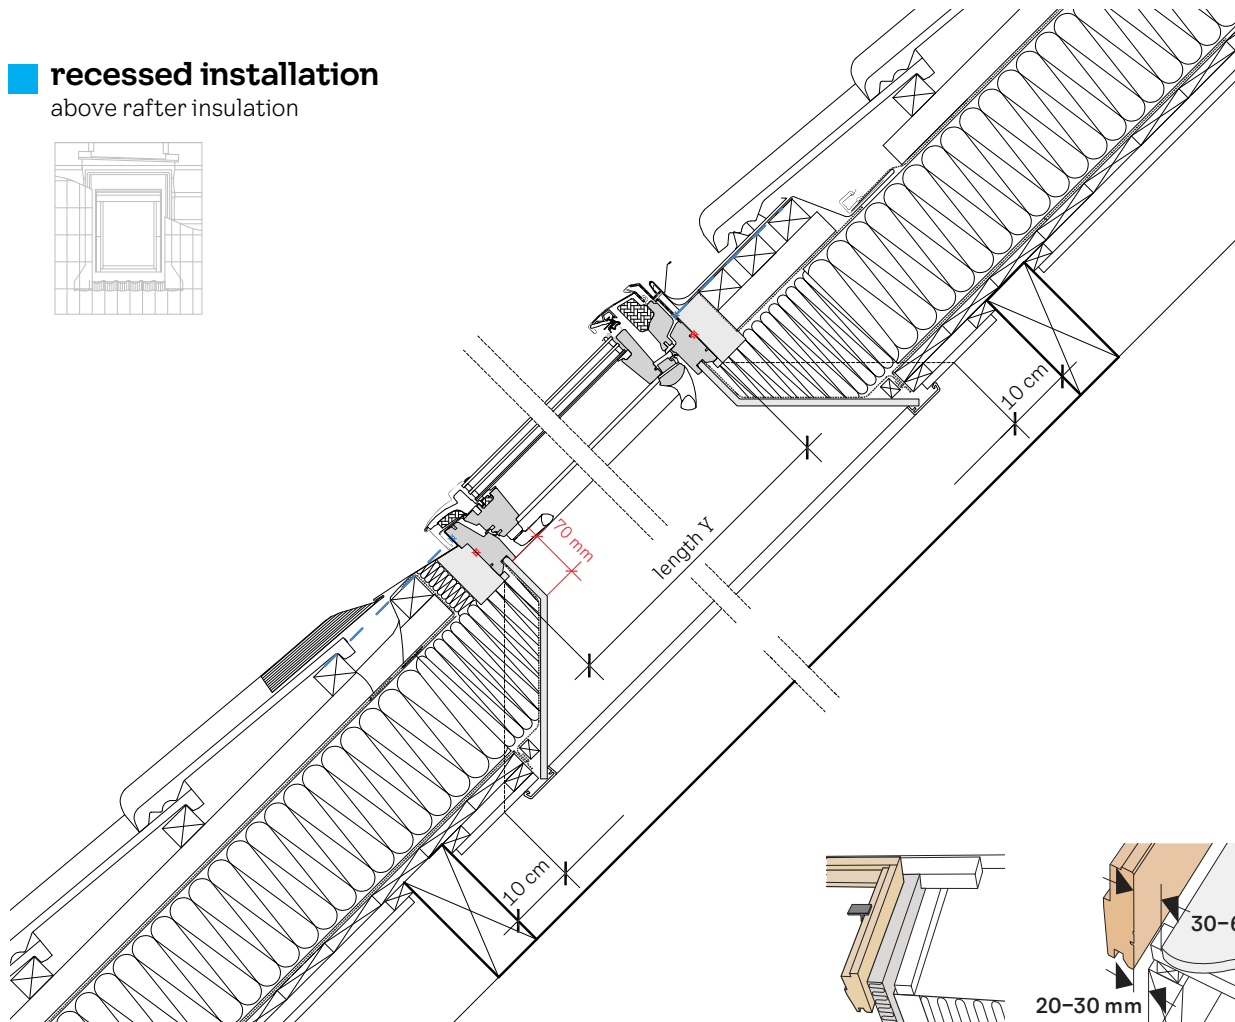 recessed installation
above rafter insulation
10 cm
70 mm
length Y
10 cm
20–30 mm